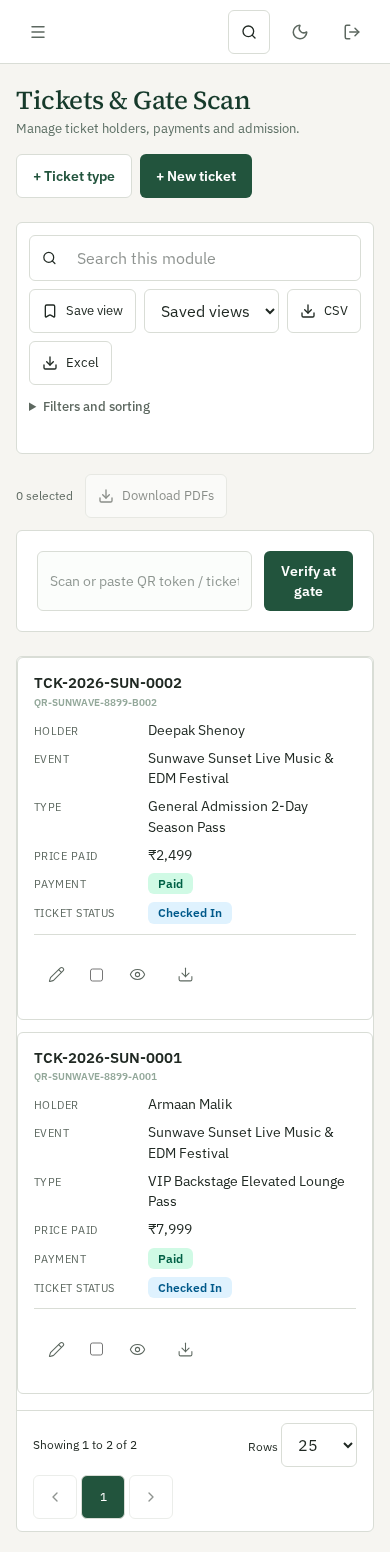 Tickets & Gate Scan
Manage ticket holders, payments and admission.
+ Ticket type
+ New ticket
Search this module
Save view
Saved views
CSV
Excel
Filters and sorting
0 selected
Download PDFs
Scan or paste QR token / ticket
Verify at
gate
TCK-2026-SUN-0002
QR-SUNWAVE-8899-B002
HOLDER Deepak Shenoy
EVENT Sunwave Sunset Live Music &
EDM Festival
TYPE General Admission 2-Day
Season Pass
PRICE PAID ₹2,499
PAYMENT Paid
TICKET STATUS Checked In
TCK-2026-SUN-0001
QR-SUNWAVE-8899-A001
HOLDER Armaan Malik
EVENT Sunwave Sunset Live Music &
EDM Festival
TYPE VIP Backstage Elevated Lounge
Pass
PRICE PAID ₹7,999
PAYMENT Paid
TICKET STATUS Checked In
Showing 1 to 2 of 2
Rows 25
1